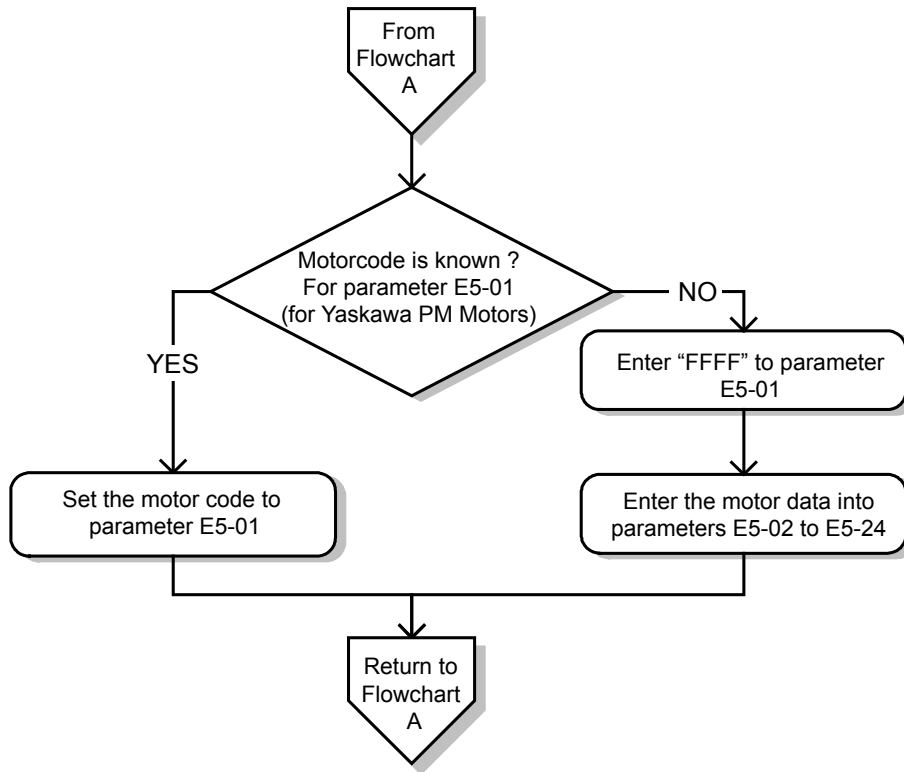 From
Flowchart
A
Motorcode is known ?
For parameter E5-01
(for Yaskawa PM Motors)
NO
YES
Enter “FFFF” to parameter
E5-01
Set the motor code to
parameter E5-01
Enter the motor data into
parameters E5-02 to E5-24
Return to
Flowchart
A